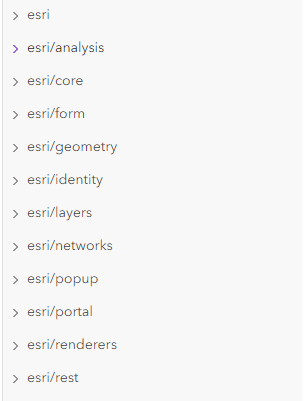 esri
esri/analysis
esri/core
esri/form
esri/geometry
esri/identity
esri/layers
esri/networks
esri/popup
esri/portal
esri/renderers
esri/rest